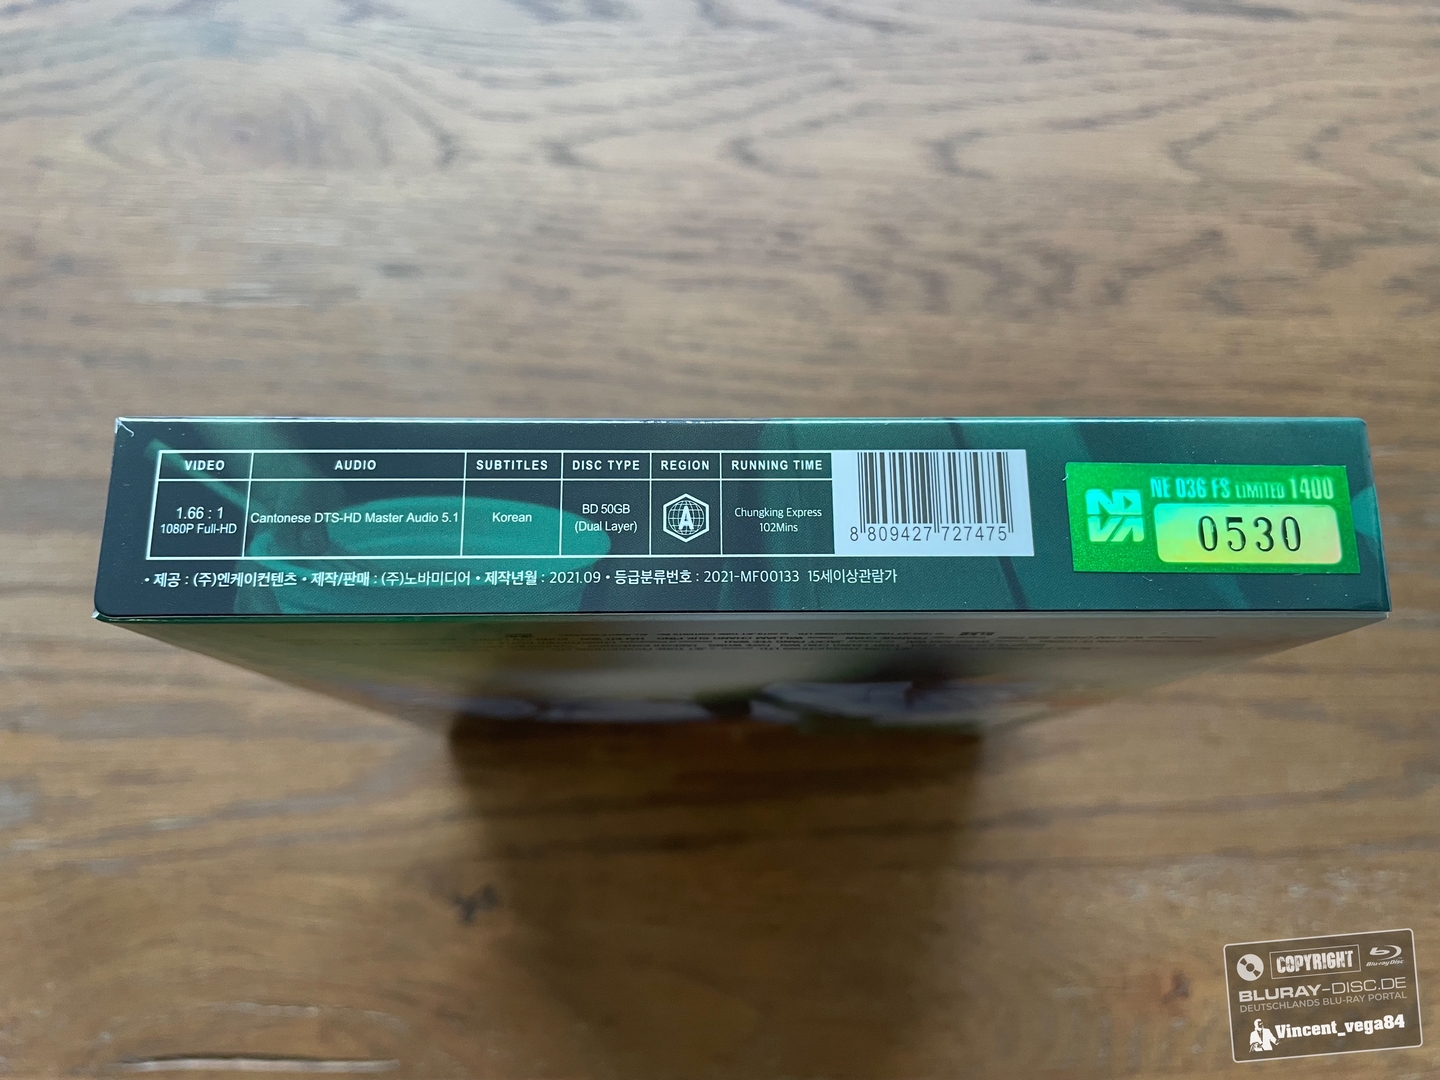 VIDEO AUDIO SUBTITLES DISC TYPE REGION RUNNING TIME
1.66 : 1
1080P Full-HD
Cantonese DTS-HD Master Audio 5.1
Korean
BD 50GB
(Dual Layer)
A
Chungking Express
102Mins
8 809427 727475
NOVA
NE 036 FS LIMITED 1400
0530
• 제공 : (주)엔케이컨텐츠 • 제작/판매 : (주)노바미디어 • 제작년월 : 2021.09 • 등급분류번호 : 2021-MF00133 15세이상관람가
COPYRIGHT
Blu-ray Disc
BLURAY-DISC.DE
DEUTSCHLANDS BLU-RAY PORTAL
Vincent_vega84